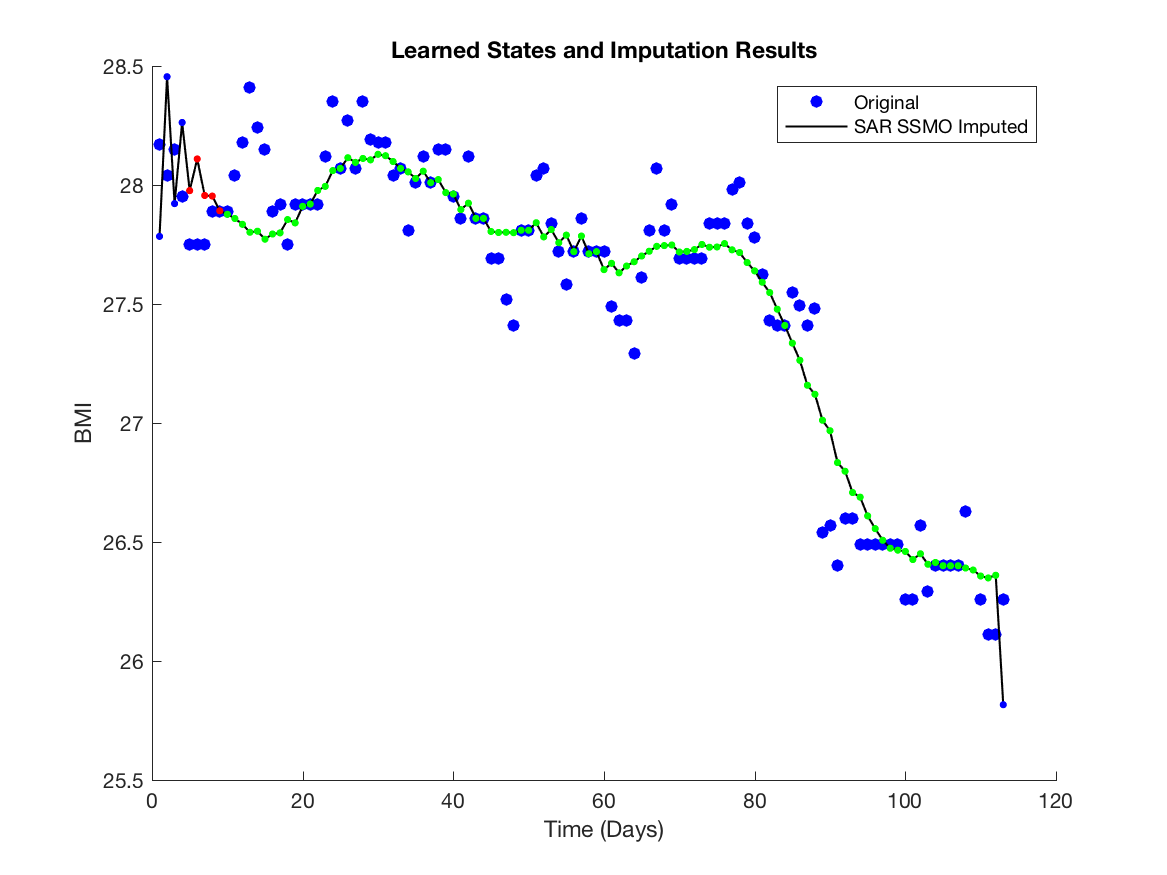 Learned States and Imputation Results
Original
SAR SSMO Imputed
28.5
28
27.5
27
26.5
26
25.5
BMI
0 20 40 60 80 100 120
Time (Days)